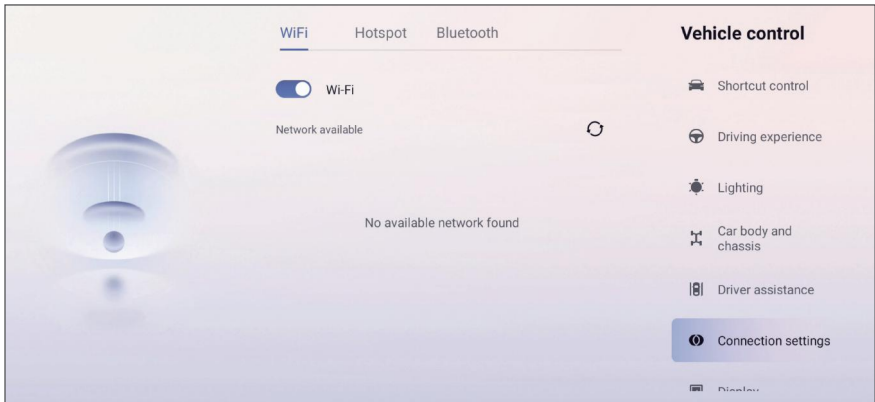 WiFi Hotspot Bluetooth
Wi-Fi
Network available
No available network found
Vehicle control
Shortcut control
Driving experience
Lighting
Car body and
chassis
Driver assistance
Connection settings
Display